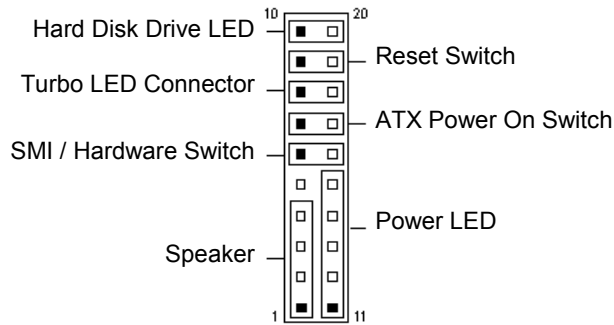 10 20
Hard Disk Drive LED
Reset Switch
Turbo LED Connector
ATX Power On Switch
SMI / Hardware Switch
Power LED
Speaker
1 11